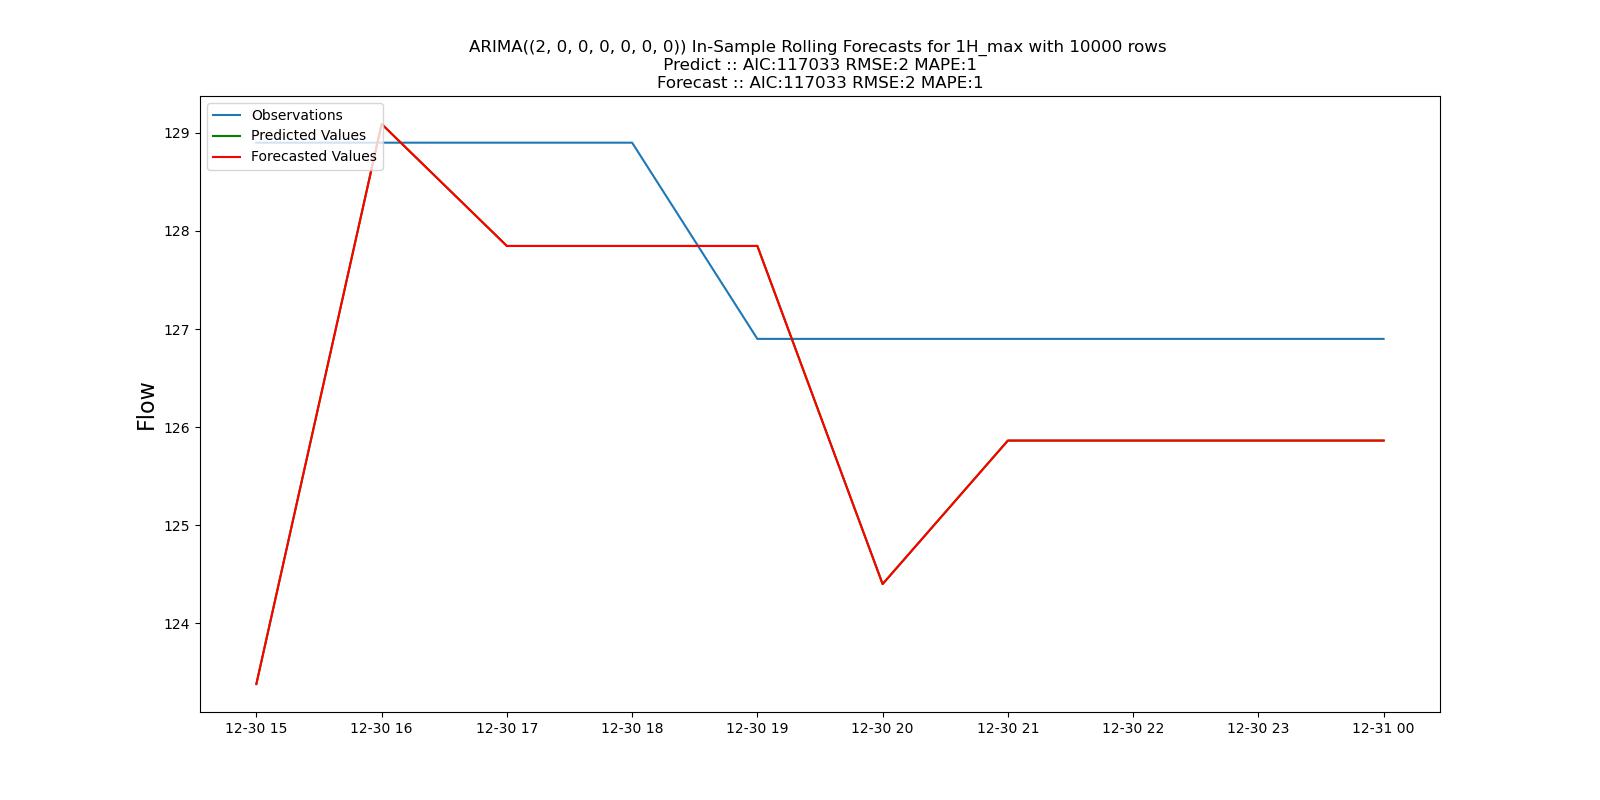 ARIMA((2, 0, 0, 0, 0, 0, 0)) In-Sample Rolling Forecasts for 1H_max with 10000 rows
Predict :: AIC:117033 RMSE:2 MAPE:1
Forecast :: AIC:117033 RMSE:2 MAPE:1
Observations
Predicted Values
Forecasted Values
129
128
127
126
125
124
Flow
12-30 15
12-30 16
12-30 17
12-30 18
12-30 19
12-30 20
12-30 21
12-30 22
12-30 23
12-31 00